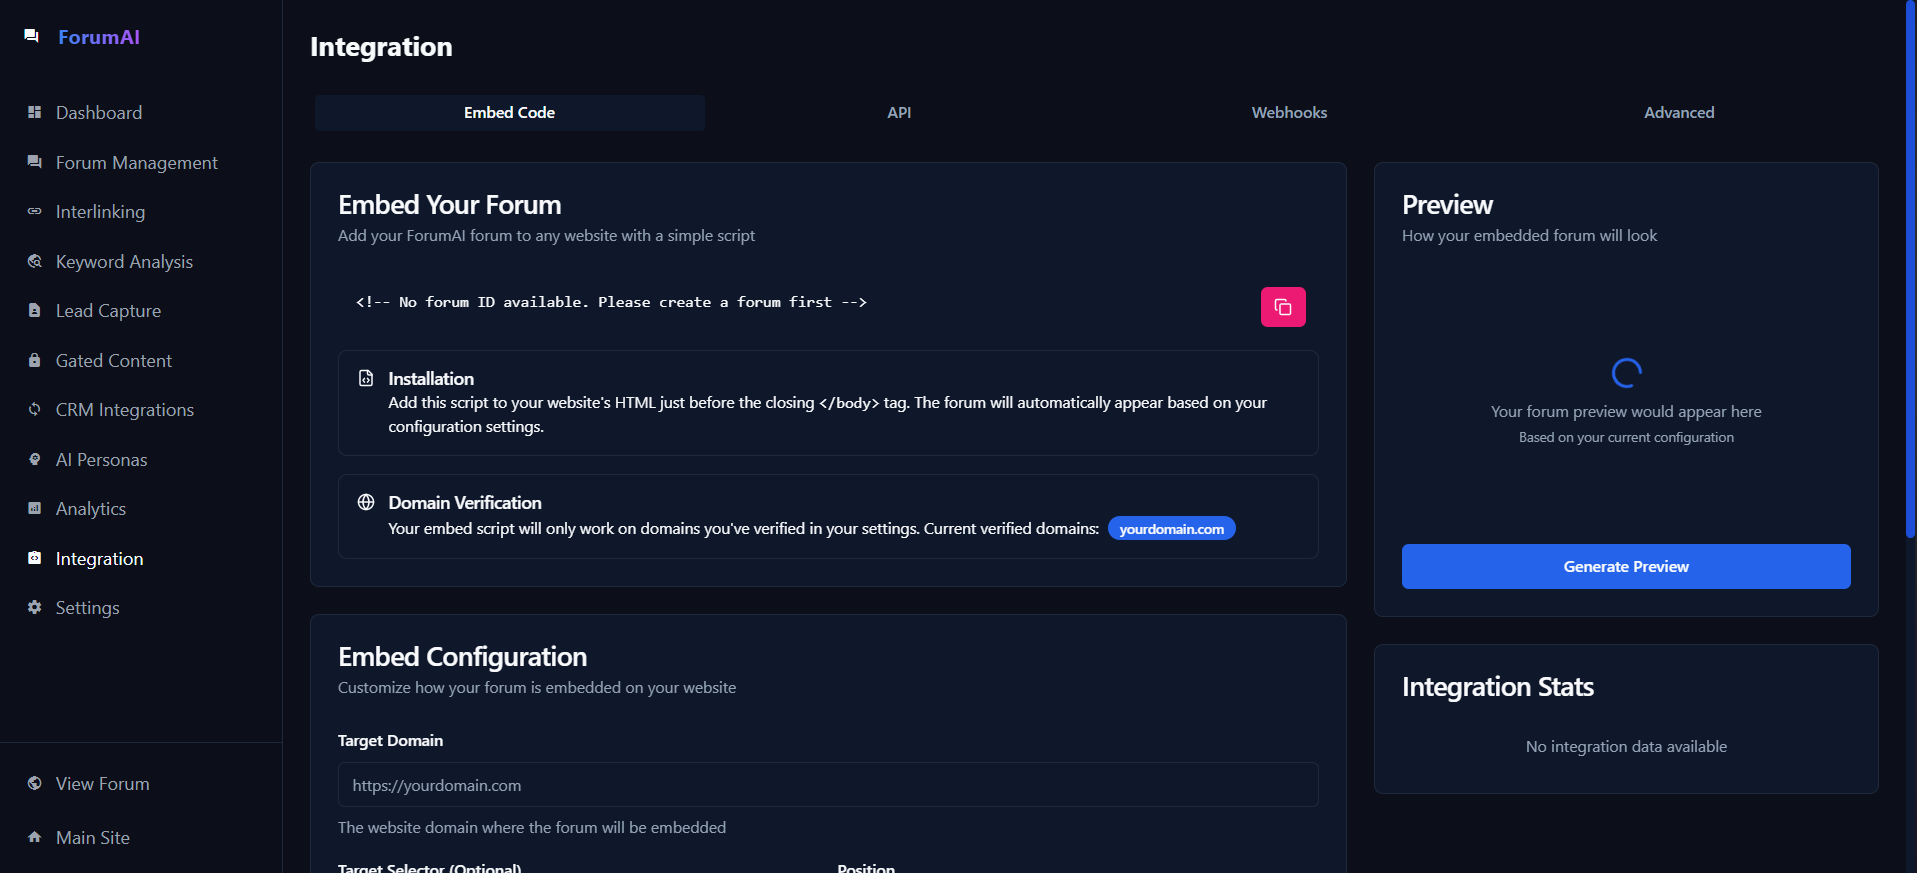 ForumAI
Dashboard
Forum Management
Interlinking
Keyword Analysis
Lead Capture
Gated Content
CRM Integrations
AI Personas
Analytics
Integration
Settings
View Forum
Main Site
Integration
Embed Code
API
Webhooks
Advanced
Embed Your Forum
Add your ForumAI forum to any website with a simple script
<!-- No forum ID available. Please create a forum first -->
Installation
Add this script to your website's HTML just before the closing </body> tag. The forum will automatically appear based on your
configuration settings.
Domain Verification
Your embed script will only work on domains you've verified in your settings. Current verified domains: yourdomain.com
Embed Configuration
Customize how your forum is embedded on your website
Target Domain
https://yourdomain.com
The website domain where the forum will be embedded
Target Selector (Optional)
Position
Preview
How your embedded forum will look
Your forum preview would appear here
Based on your current configuration
Generate Preview
Integration Stats
No integration data available